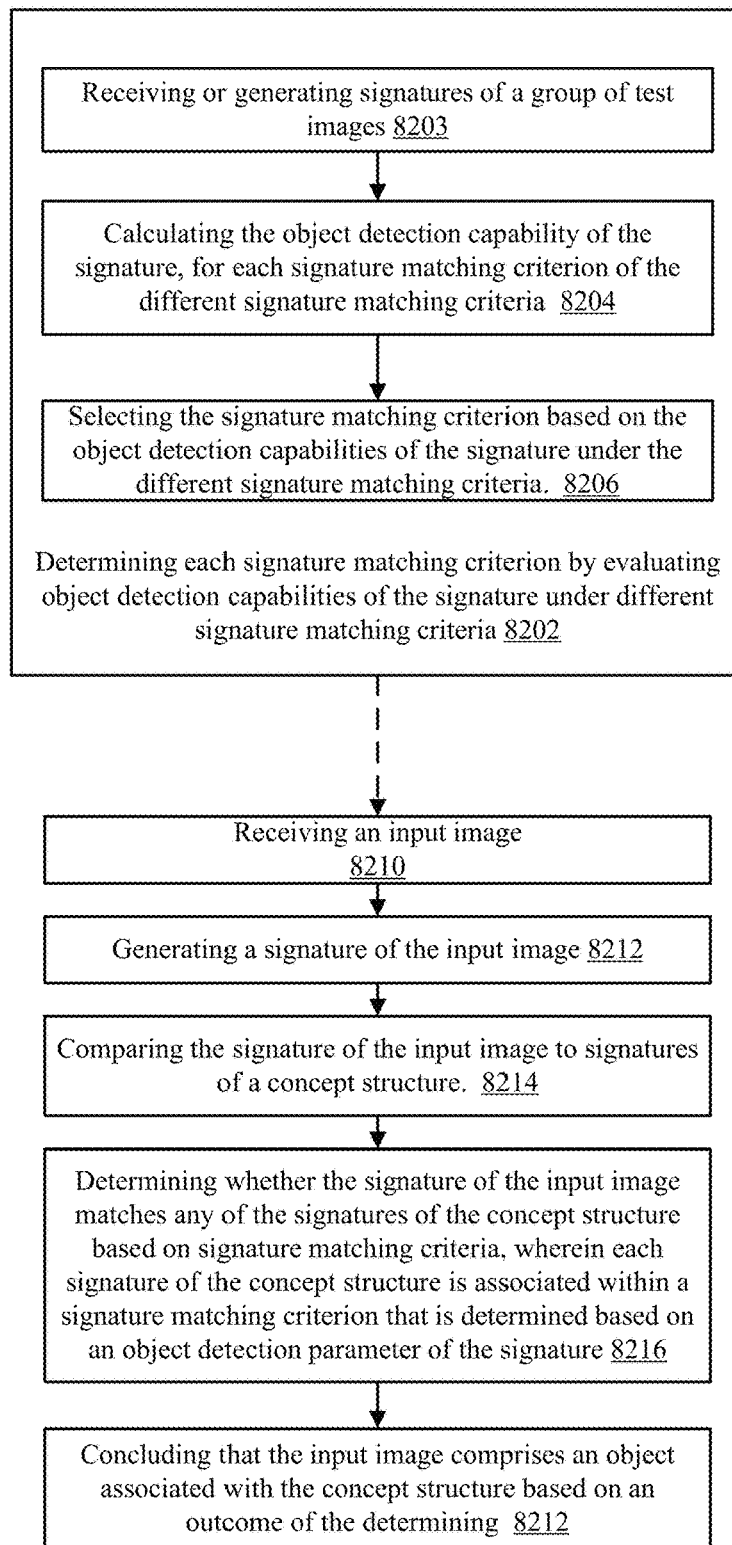 Receiving or generating signatures of a group of test
images 8203
Calculating the object detection capability of the
signature, for each signature matching criterion of the
different signature matching criteria 8204
Selecting the signature matching criterion based on the
object detection capabilities of the signature under the
different signature matching criteria. 8206
Determining each signature matching criterion by evaluating
object detection capabilities of the signature under different
signature matching criteria 8202
Receiving an input image
8210
Generating a signature of the input image 8212
Comparing the signature of the input image to signatures
of a concept structure. 8214
Determining whether the signature of the input image
matches any of the signatures of the concept structure
based on signature matching criteria, wherein each
signature of the concept structure is associated within a
signature matching criterion that is determined based on
an object detection parameter of the signature 8216
Concluding that the input image comprises an object
associated with the concept structure based on an
outcome of the determining 8212